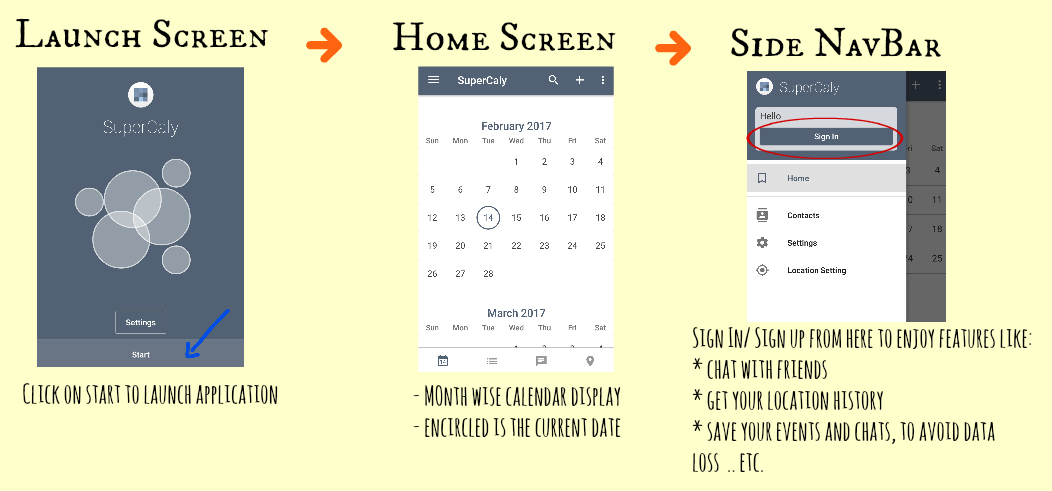 Launch Screen
Home Screen
Side NavBar
SuperCaly
Settings
Start
Click on start to launch application
SuperCaly
February 2017
Sun Mon Tue Wed Thu Fri Sat
1 2 3 4
5 6 7 8 9 10 11
12 13 14 15 16 17 18
19 20 21 22 23 24 25
26 27 28
March 2017
Sun Mon Tue Wed Thu Fri Sat
14
- Month wise calendar display
- encircled is the current date
SuperCaly
Hello
Sign In
Home
Contacts
Settings
Location Setting
ri Sat
3 4
0 11
7 18
24 25
Sign In/ Sign up from here to enjoy features like:
* chat with friends
* get your location history
* save your events and chats, to avoid data
loss .. etc.